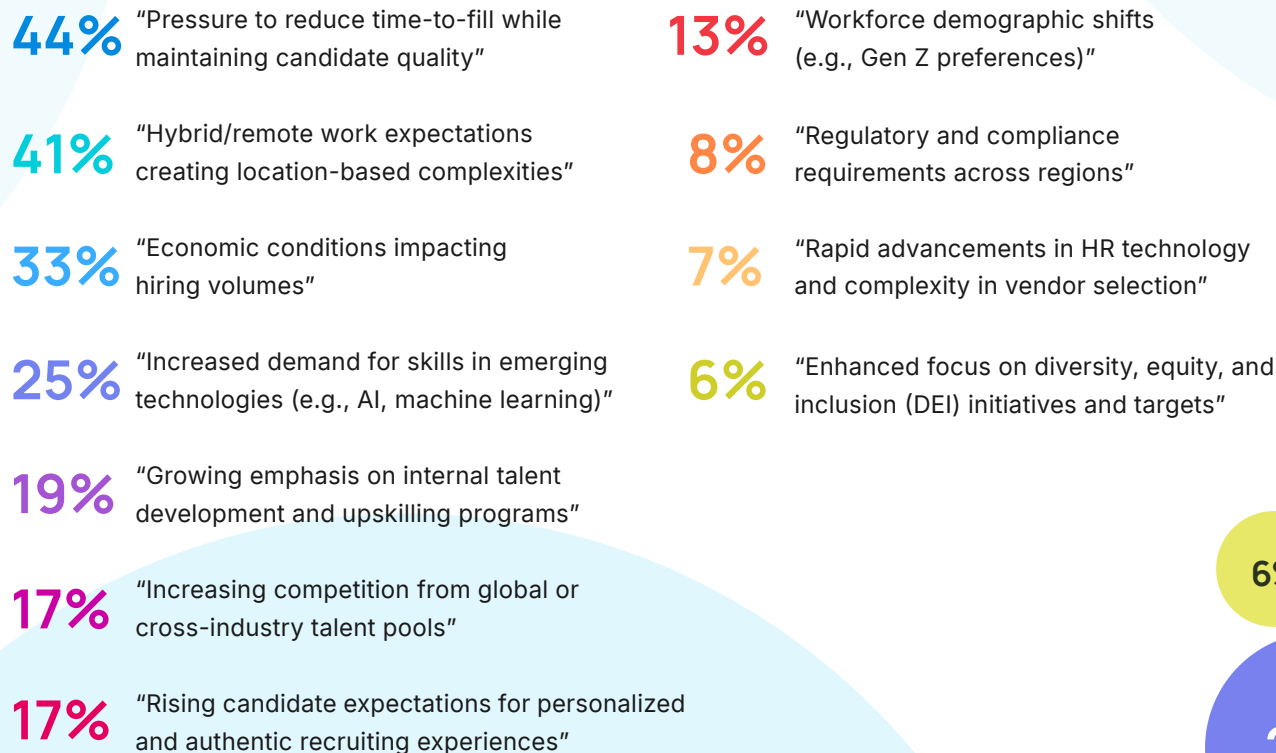 44% “Pressure to reduce time-to-fill while
maintaining candidate quality”
41% “Hybrid/remote work expectations
creating location-based complexities”
33% “Economic conditions impacting
hiring volumes”
25% “Increased demand for skills in emerging
technologies (e.g., AI, machine learning)”
19% “Growing emphasis on internal talent
development and upskilling programs”
17% “Increasing competition from global or
cross-industry talent pools”
17% “Rising candidate expectations for personalized
and authentic recruiting experiences”
13% “Workforce demographic shifts
(e.g., Gen Z preferences)”
8% “Regulatory and compliance
requirements across regions”
7% “Rapid advancements in HR technology
and complexity in vendor selection”
6% “Enhanced focus on diversity, equity, and
inclusion (DEI) initiatives and targets”
6